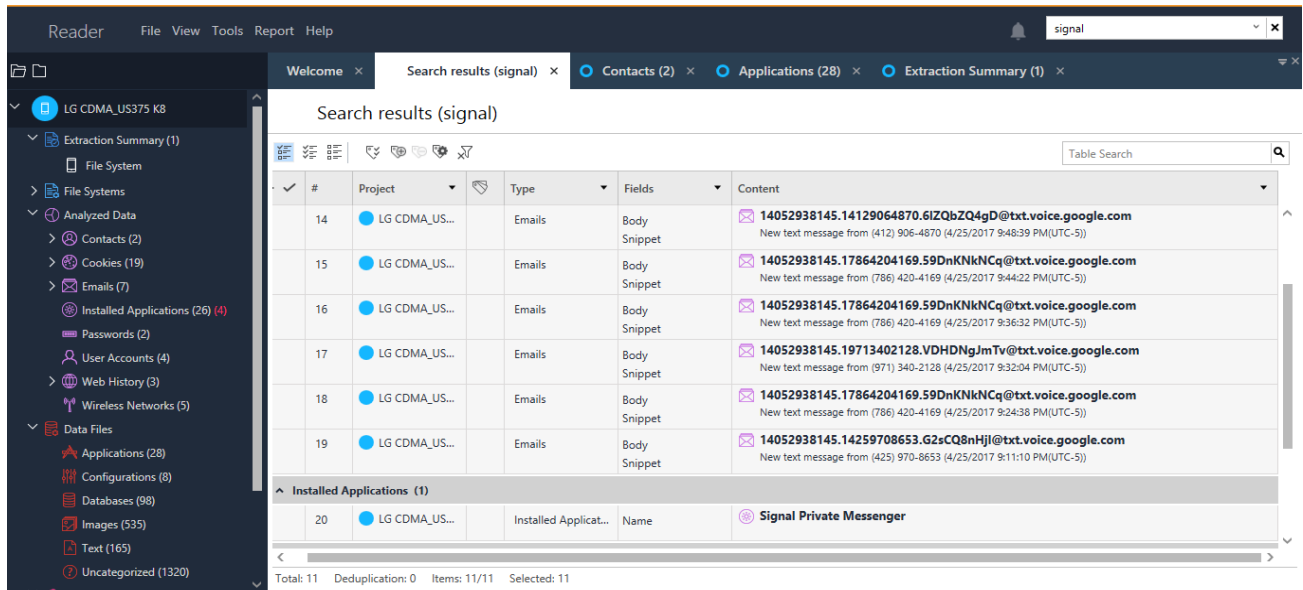 Reader File View Tools Report Help signal
Welcome Search results (signal) Contacts (2) Applications (28) Extraction Summary (1)
LG CDMA_US375 K8
Extraction Summary (1)
File System
File Systems
Analyzed Data
Contacts (2)
Cookies (19)
Emails (7)
Installed Applications (26) (4)
Passwords (2)
User Accounts (4)
Web History (3)
Wireless Networks (5)
Data Files
Applications (28)
Configurations (8)
Databases (98)
Images (535)
Text (165)
Uncategorized (1320)
Search results (signal)
Table Search
# Project Type Fields Content
14 LG CDMA_US... Emails Body 14052938145.14129064870.6lZQbZQ4gD@txt.voice.google.com
Snippet New text message from (412) 906-4870 (4/25/2017 9:48:39 PM(UTC-5))
15 LG CDMA_US... Emails Body 14052938145.17864204169.59DnKNkNCq@txt.voice.google.com
Snippet New text message from (786) 420-4169 (4/25/2017 9:44:22 PM(UTC-5))
16 LG CDMA_US... Emails Body 14052938145.17864204169.59DnKNkNCq@txt.voice.google.com
Snippet New text message from (786) 420-4169 (4/25/2017 9:36:32 PM(UTC-5))
17 LG CDMA_US... Emails Body 14052938145.19713402128.VDHDNgJmTv@txt.voice.google.com
Snippet New text message from (971) 340-2128 (4/25/2017 9:32:04 PM(UTC-5))
18 LG CDMA_US... Emails Body 14052938145.17864204169.59DnKNkNCq@txt.voice.google.com
Snippet New text message from (786) 420-4169 (4/25/2017 9:24:38 PM(UTC-5))
19 LG CDMA_US... Emails Body 14052938145.14259708653.G2sCQ8nHjl@txt.voice.google.com
Snippet New text message from (425) 970-8653 (4/25/2017 9:11:10 PM(UTC-5))
Installed Applications (1)
20 LG CDMA_US... Installed Applicat... Name Signal Private Messenger
Total: 11 Deduplication: 0 Items: 11/11 Selected: 11